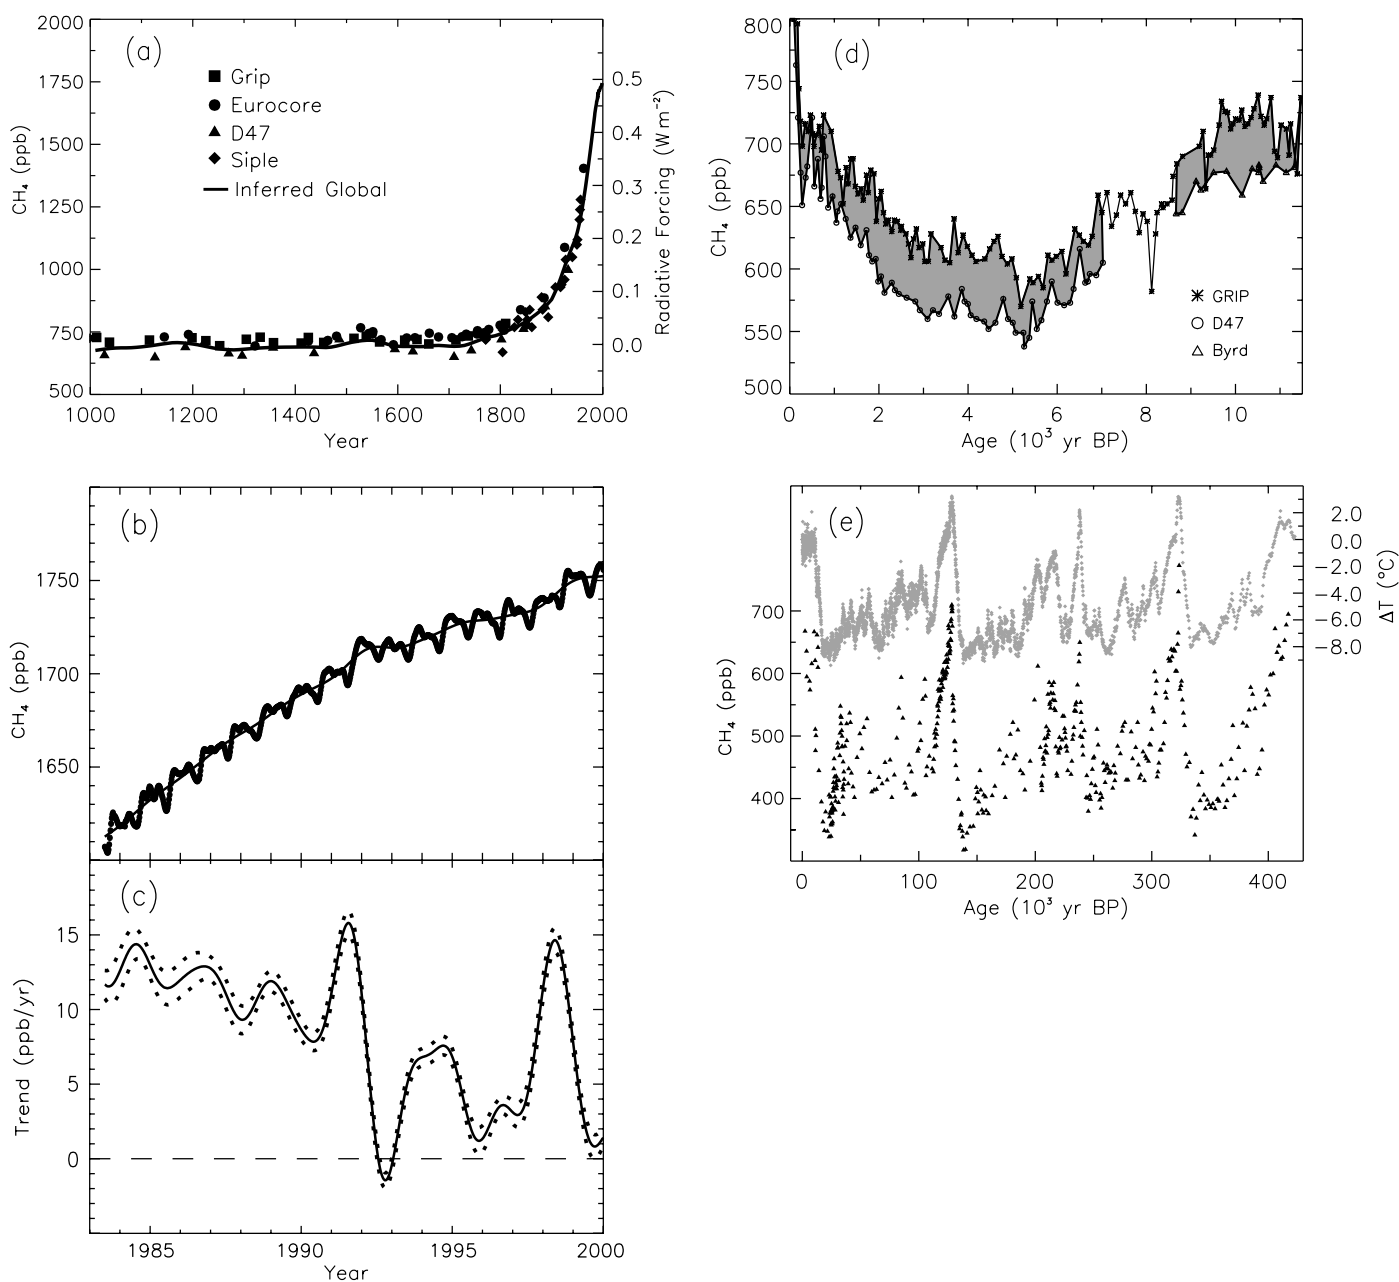 (a)
2000
1750
1500
1250
1000
750
500
CH₄ (ppb)
Grip
Eurocore
D47
Siple
Inferred Global
0.5
0.4
0.3
0.2
0.1
0.0
Radiative Forcing (Wm⁻²)
1000 1200 1400 1600 1800 2000
Year
(d)
800
750
700
650
600
550
500
CH₄ (ppb)
GRIP
D47
Byrd
0 2 4 6 8 10
Age (10³ yr BP)
(b)
1750
1700
1650
CH₄ (ppb)
(c)
15
10
5
0
Trend (ppb/yr)
1985 1990 1995 2000
Year
(e)
700
600
500
400
CH₄ (ppb)
2.0
0.0
−2.0
−4.0
−6.0
−8.0
ΔT (°C)
0 100 200 300 400
Age (10³ yr BP)